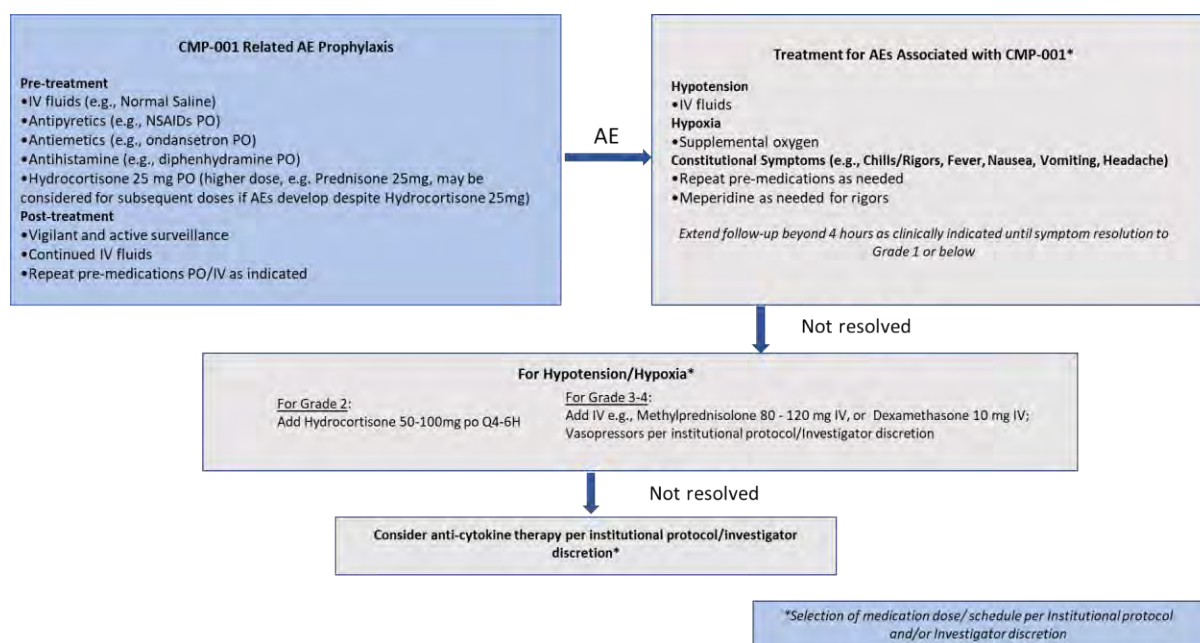 CMP-001 Related AE Prophylaxis
Pre-treatment
•IV fluids (e.g., Normal Saline)
•Antipyretics (e.g., NSAIDs PO)
•Antiemetics (e.g., ondansetron PO)
•Antihistamine (e.g., diphenhydramine PO)
•Hydrocortisone 25 mg PO (higher dose, e.g. Prednisone 25mg, may be
considered for subsequent doses if AEs develop despite Hydrocortisone 25mg)
Post-treatment
•Vigilant and active surveillance
•Continued IV fluids
•Repeat pre-medications PO/IV as indicated
AE
Treatment for AEs Associated with CMP-001*
Hypotension
•IV fluids
Hypoxia
•Supplemental oxygen
Constitutional Symptoms (e.g., Chills/Rigors, Fever, Nausea, Vomiting, Headache)
•Repeat pre-medications as needed
•Meperidine as needed for rigors
Extend follow-up beyond 4 hours as clinically indicated until symptom resolution to
Grade 1 or below
Not resolved
For Hypotension/Hypoxia*
For Grade 2:
Add Hydrocortisone 50-100mg po Q4-6H
For Grade 3-4:
Add IV e.g., Methylprednisolone 80 - 120 mg IV, or Dexamethasone 10 mg IV;
Vasopressors per institutional protocol/Investigator discretion
Not resolved
Consider anti-cytokine therapy per institutional protocol/investigator
discretion*
*Selection of medication dose/ schedule per Institutional protocol
and/or Investigator discretion